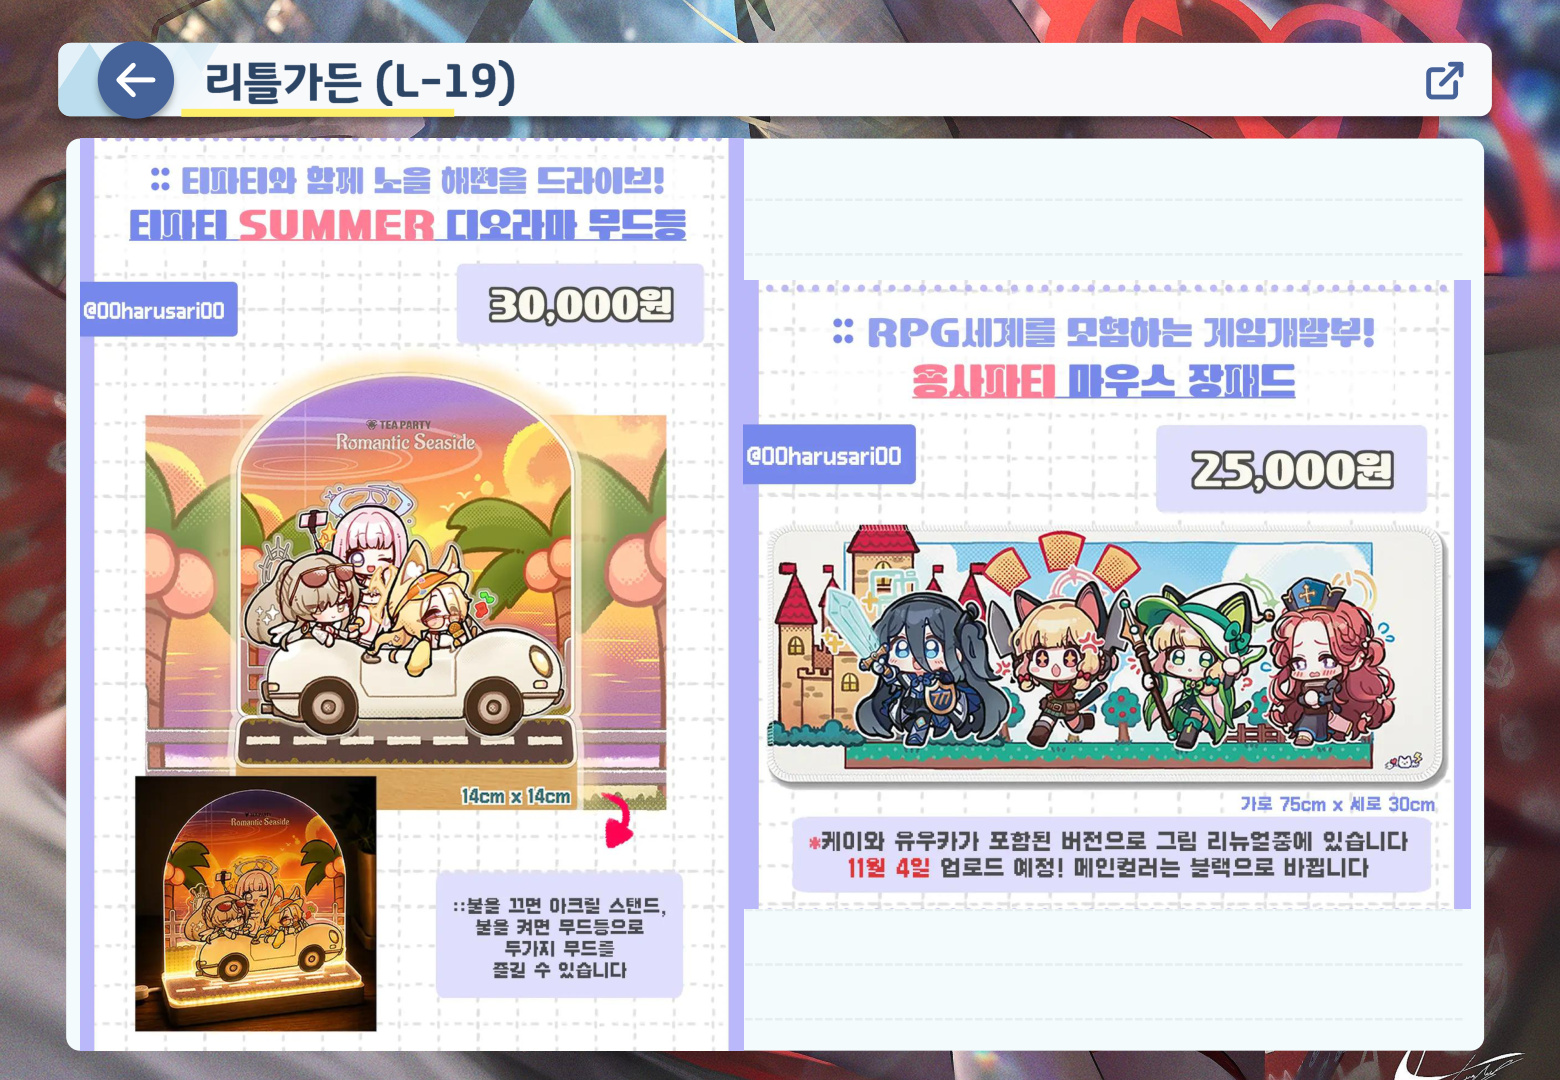 리틀가든 (L-19)
:: 티파티와 함께 노을 해변을 드라이브!
티파티 SUMMER 디오라마 무드등
@00harusari00
30,000원
TEA PARTY
Romantic Seaside
14cm x 14cm
Romantic Seaside
::불을 끄면 아크릴 스탠드,
불을 켜면 무드등으로
두가지 무드를
즐길 수 있습니다
:: RPG세계를 모험하는 게임개발부!
용사파티 마우스 장패드
@00harusari00
25,000원
가로 75cm x 세로 30cm
*케이와 유우카가 포함된 버전으로 그림 리뉴얼중에 있습니다
11월 4일 업로드 예정! 메인컬러는 블랙으로 바뀝니다